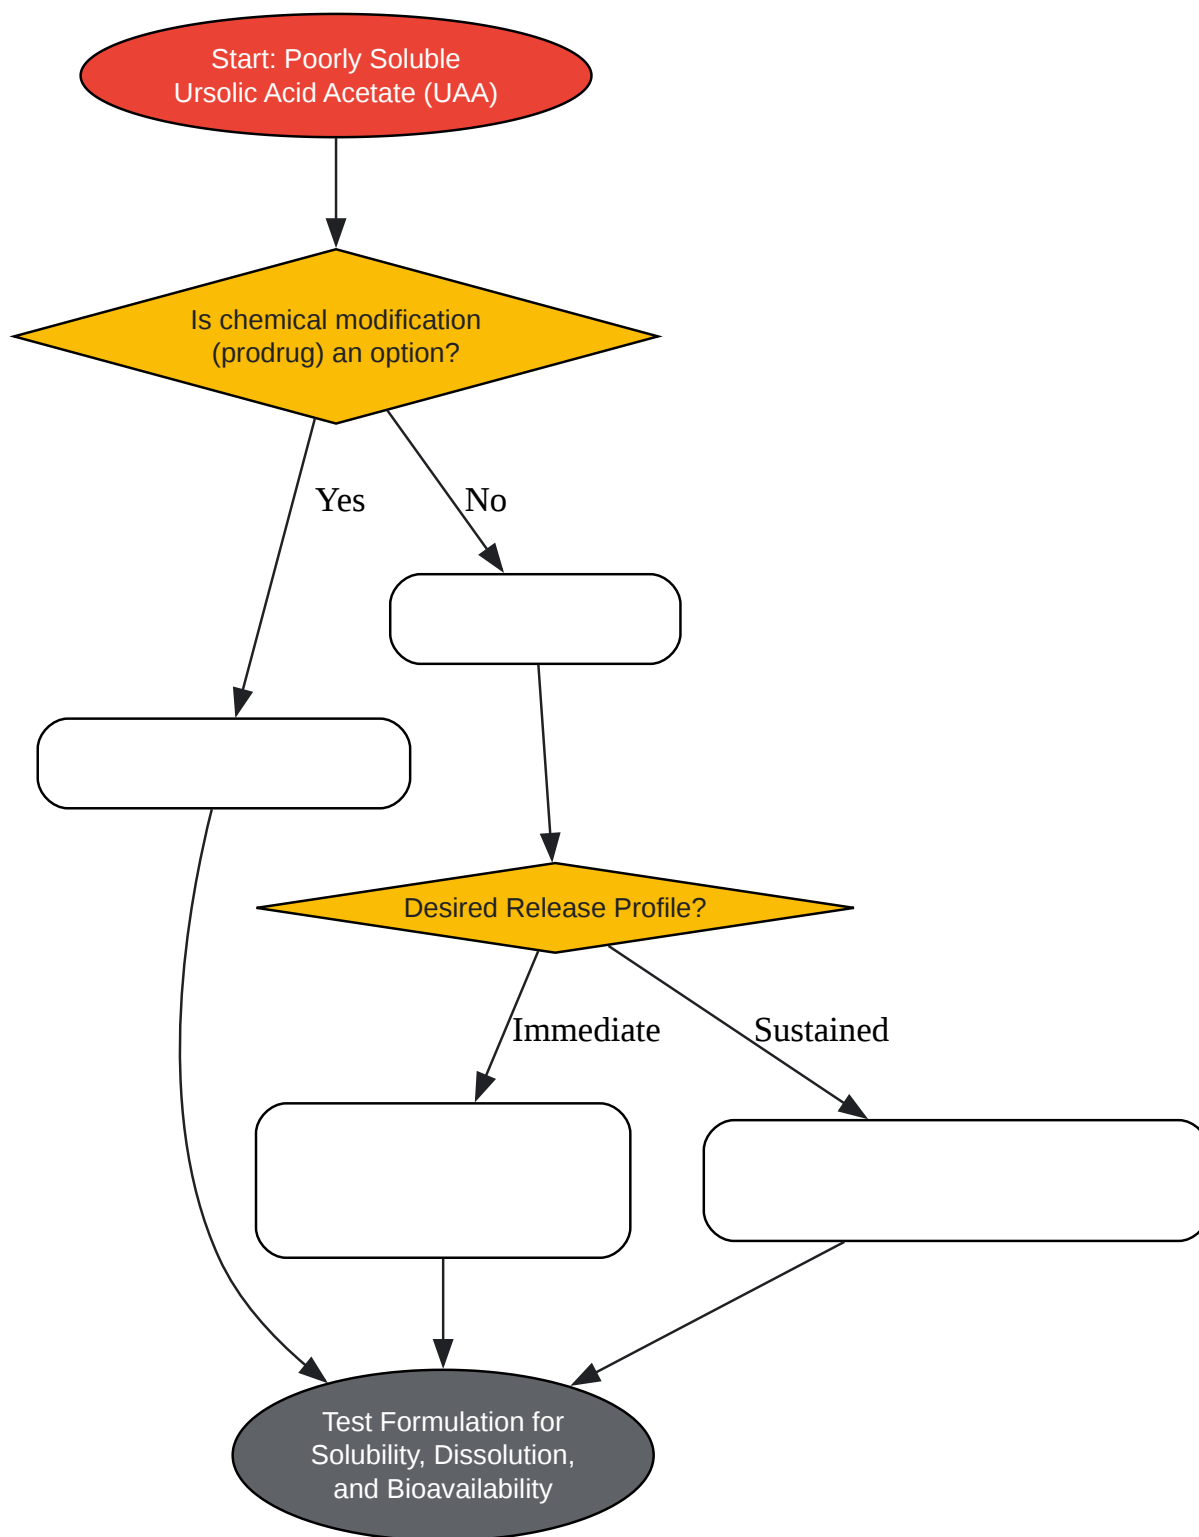 Start: Poorly Soluble
Ursolic Acid Acetate (UAA)
Is chemical modification
(prodrug) an option?
Yes
No
Desired Release Profile?
Immediate
Sustained
Test Formulation for
Solubility, Dissolution,
and Bioavailability